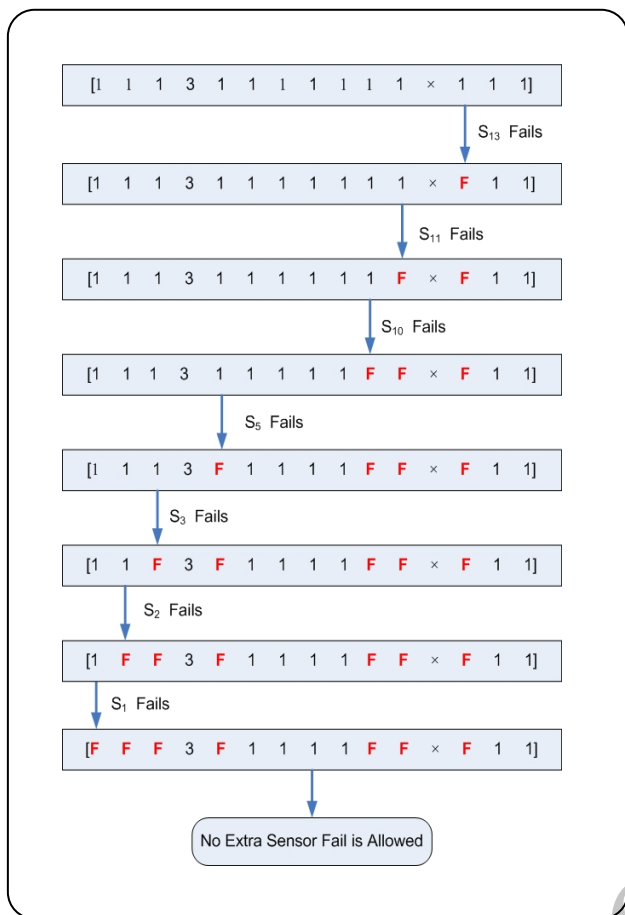 [1 1 1 3 1 1 1 1 1 1 1 × 1 1 1]
S13 Fails
[1 1 1 3 1 1 1 1 1 1 1 × F 1 1]
S11 Fails
[1 1 1 3 1 1 1 1 1 1 F × F 1 1]
S10 Fails
[1 1 1 3 1 1 1 1 1 F F × F 1 1]
S5 Fails
[1 1 1 3 F 1 1 1 1 F F × F 1 1]
S3 Fails
[1 1 F 3 F 1 1 1 1 F F × F 1 1]
S2 Fails
[1 F F 3 F 1 1 1 1 F F × F 1 1]
S1 Fails
[F F F 3 F 1 1 1 1 F F × F 1 1]
No Extra Sensor Fail is Allowed